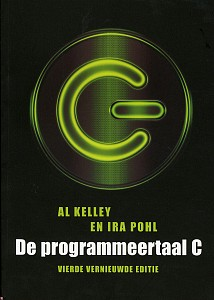 AL KELLEY
EN IRA POHL
De programmeertaal C
VIERDE VERNIEUWDE EDITIE